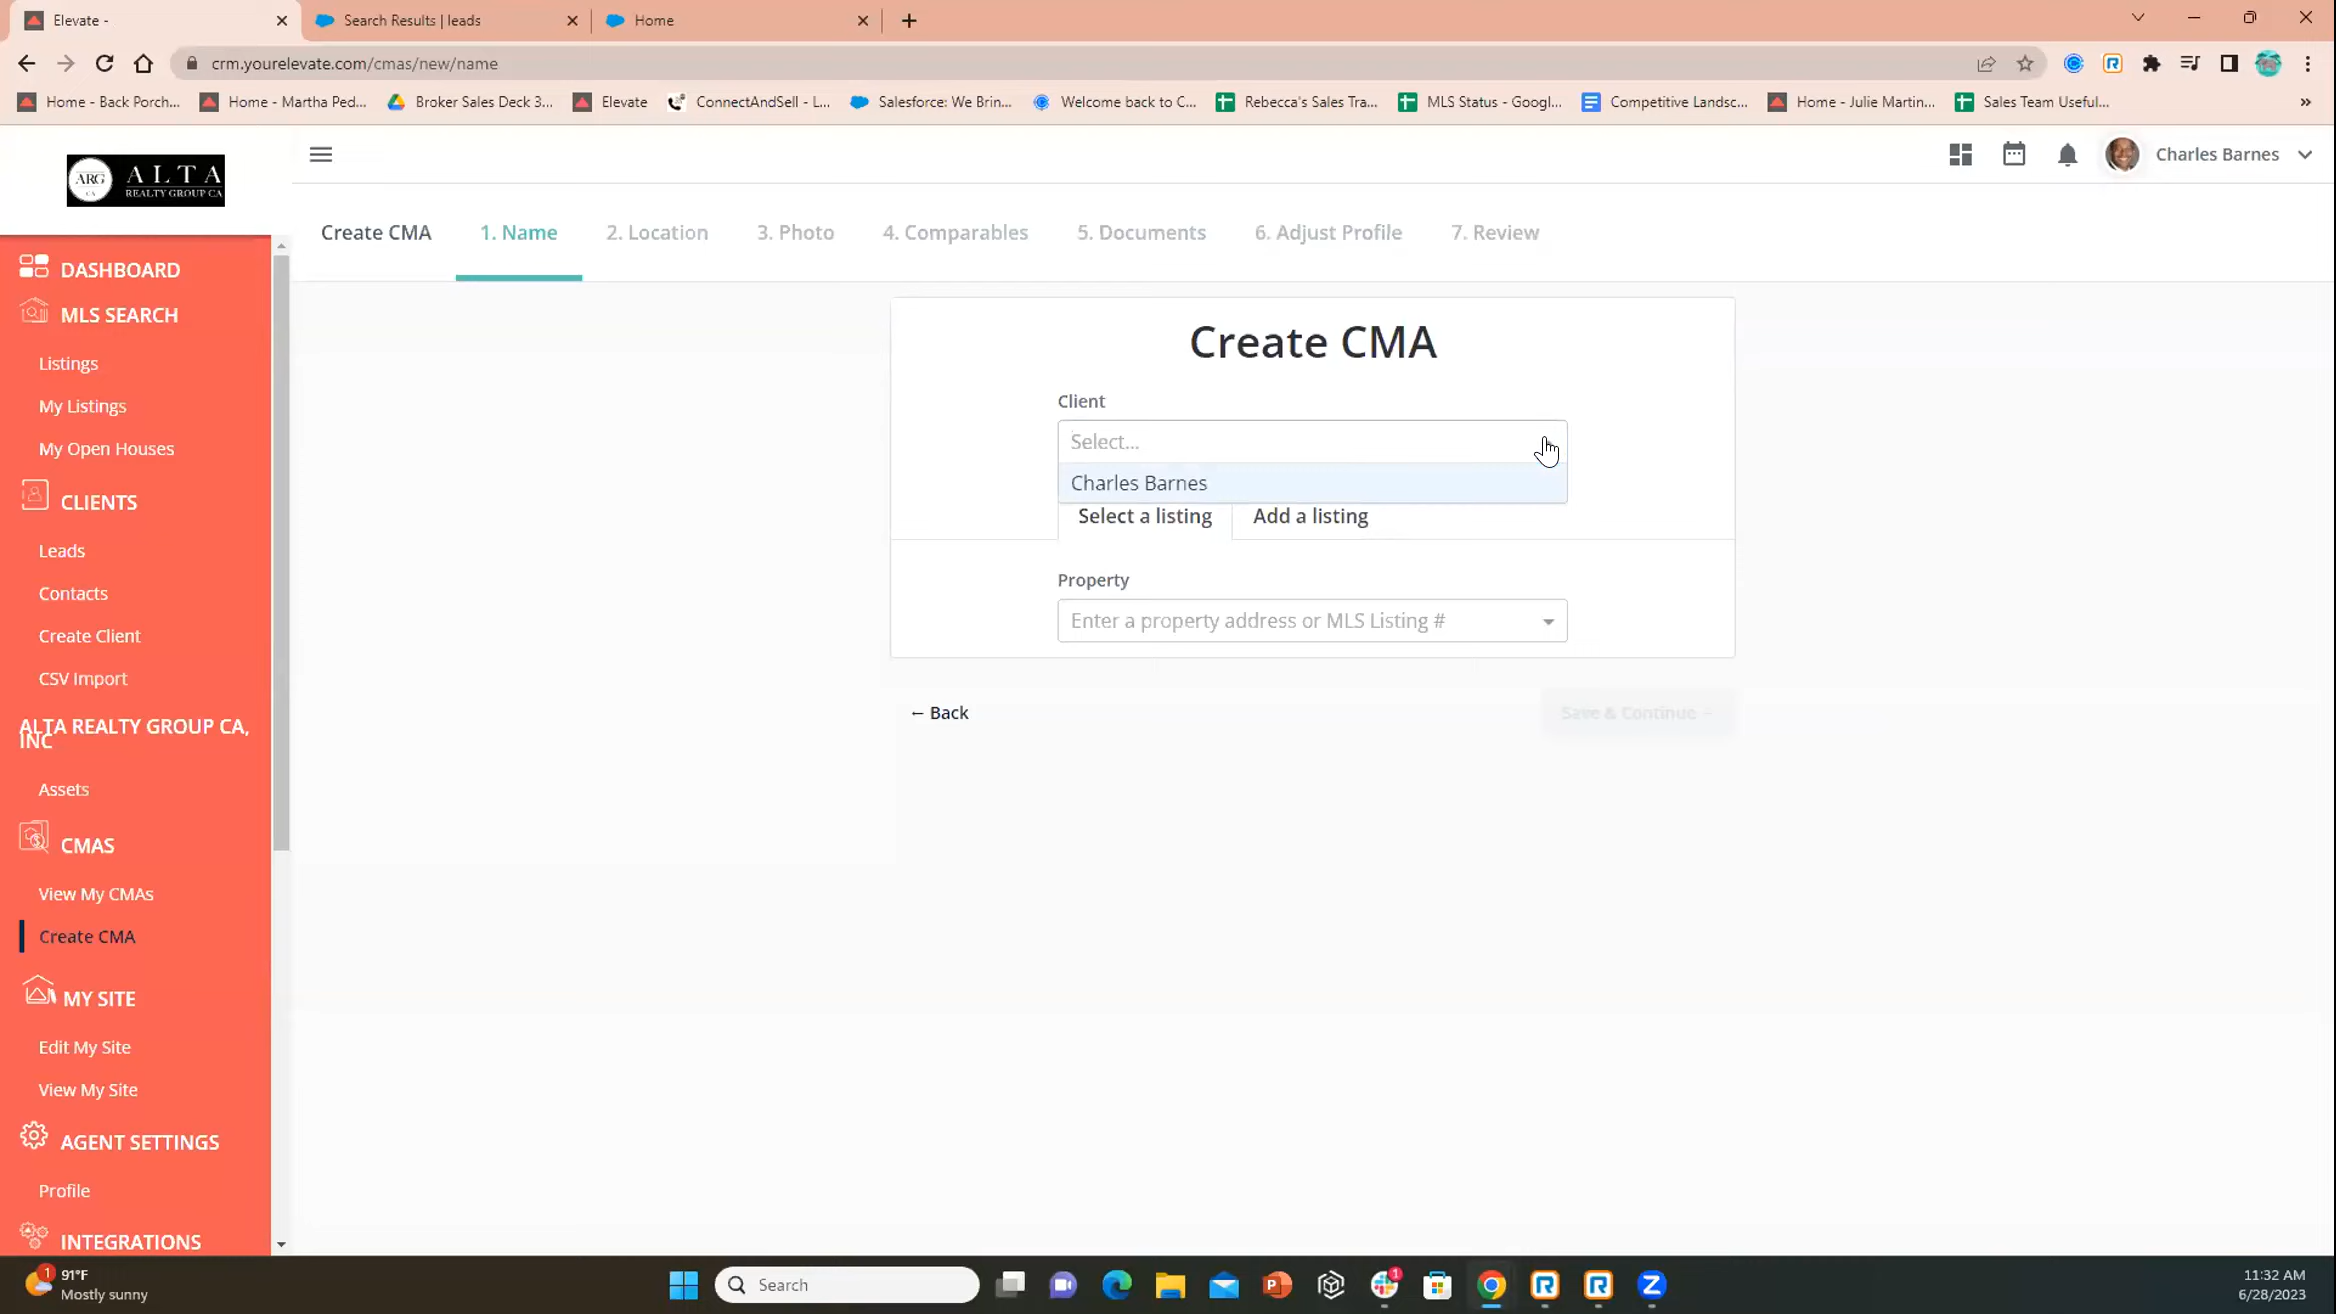 Elevate -
Search Results | leads
Home
crm.yourelevate.com/cmas/new/name
Home - Back Porch...
Home - Martha Ped...
Broker Sales Deck 3...
Elevate
ConnectAndSell - L...
Salesforce: We Brin...
Welcome back to C...
Rebecca's Sales Tra...
MLS Status - Googl...
Competitive Landsc...
Home - Julie Martin...
Sales Team Useful...
ARG
CA
ALTA
REALTY GROUP CA
Charles Barnes
Create CMA
1. Name
2. Location
3. Photo
4. Comparables
5. Documents
6. Adjust Profile
7. Review
DASHBOARD
MLS SEARCH
Listings
My Listings
My Open Houses
CLIENTS
Leads
Contacts
Create Client
CSV Import
ALTA REALTY GROUP CA,
INC
Assets
CMAS
View My CMAs
Create CMA
MY SITE
Edit My Site
View My Site
AGENT SETTINGS
Profile
INTEGRATIONS
Create CMA
Client
Select...
Charles Barnes
Select a listing
Add a listing
Property
Enter a property address or MLS Listing #
← Back
Save & Continue →
1
91°F
Mostly sunny
Search
1
11:32 AM
6/28/2023